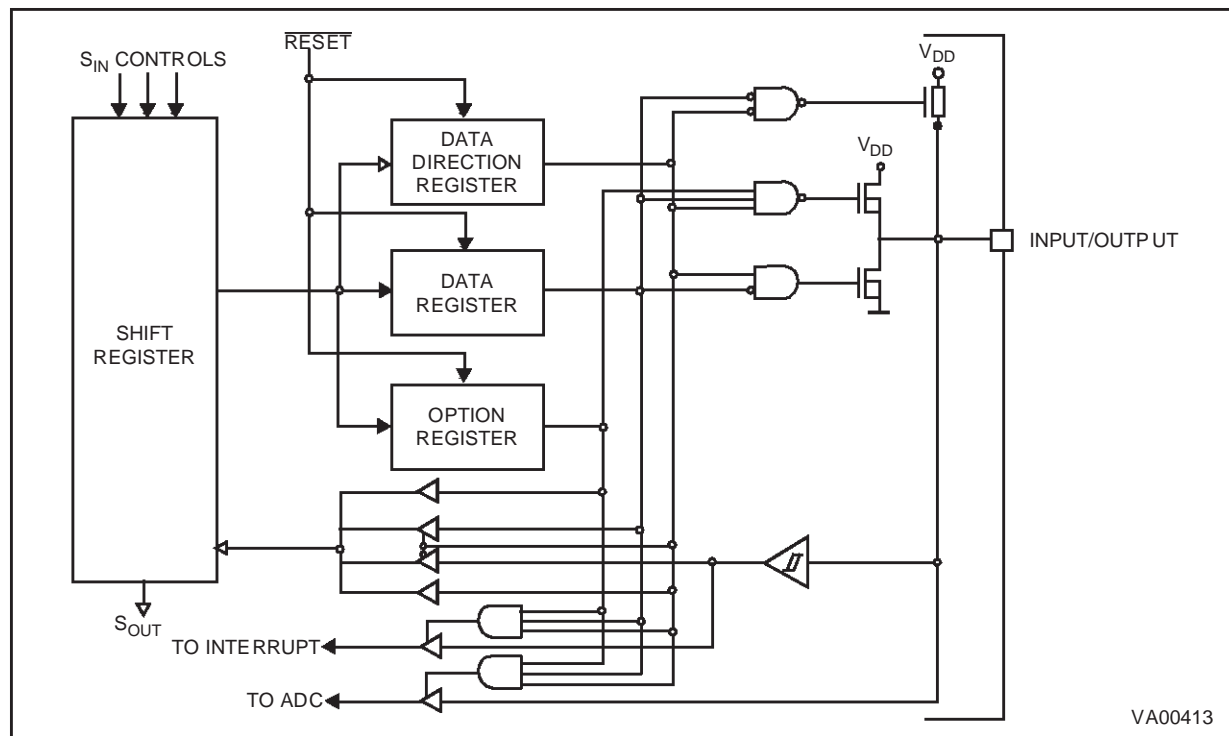 RESET
S_IN CONTROLS
V_DD
DATA
DIRECTION
REGISTER
V_DD
INPUT/OUTPUT
DATA
REGISTER
SHIFT
REGISTER
OPTION
REGISTER
S_OUT
TO INTERRUPT
TO ADC
VA00413